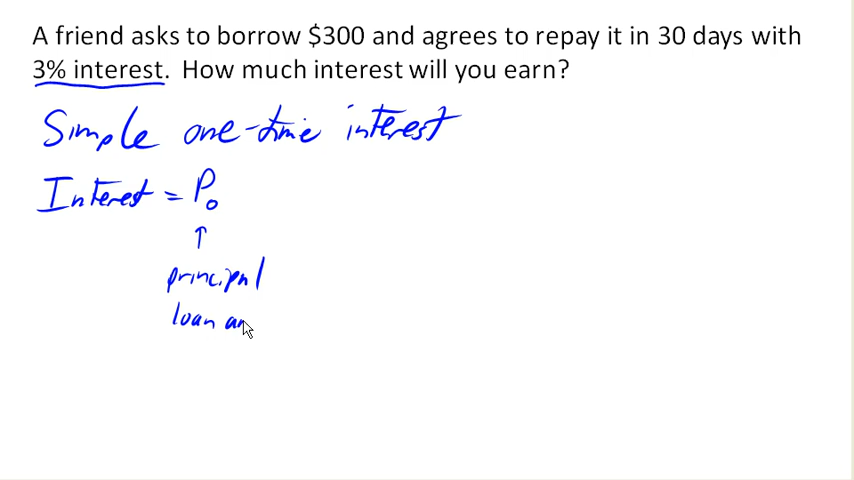 A friend asks to borrow $300 and agrees to repay it in 30 days with
3% interest. How much interest will you earn?
Simple one-time interest
Interest = P₀
↑
principal
loan am